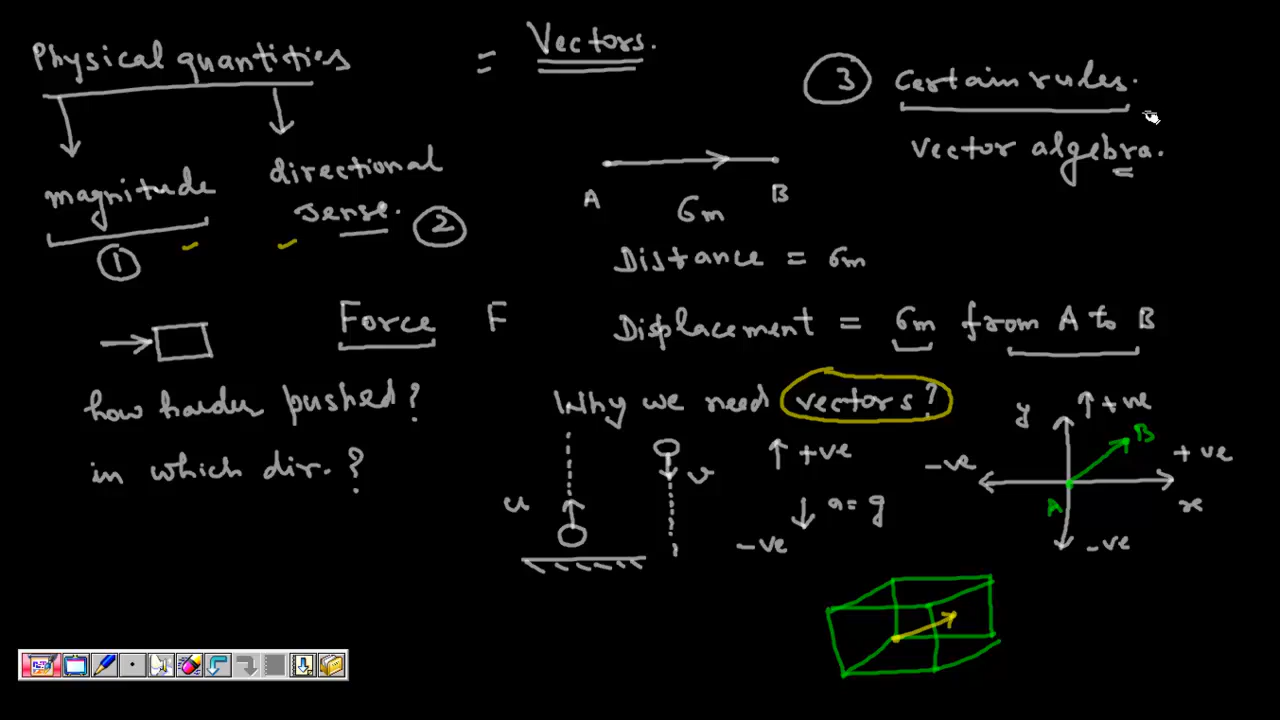 Physical quantities = Vectors.
magnitude
①
directional
sense. ②
Force F
how harder pushed?
in which dir.?
③ Certain rules.
vector algebra.
A B
6m
Distance = 6m
Displacement = 6m from A to B
Why we need vectors?
u
v
↑ +ve
↓ a = g
-ve
y ↑ +ve
-ve +ve
B
A x
-ve